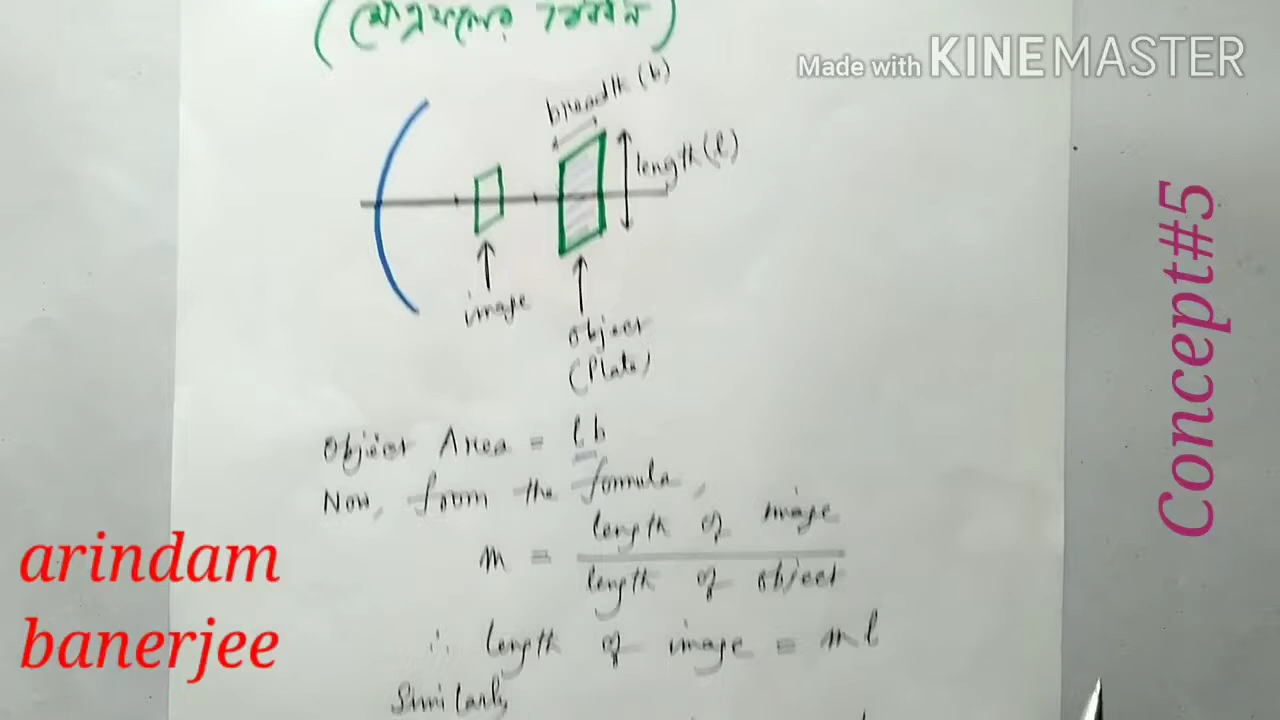 Made with KINEMASTER
breadth (b)
length (l)
image
object
(Plate)
Object Area = lb
Now, from the formula,
m = length of image
length of object
∴ length of image = ml
Similarly
Concept#5
arindam
banerjee